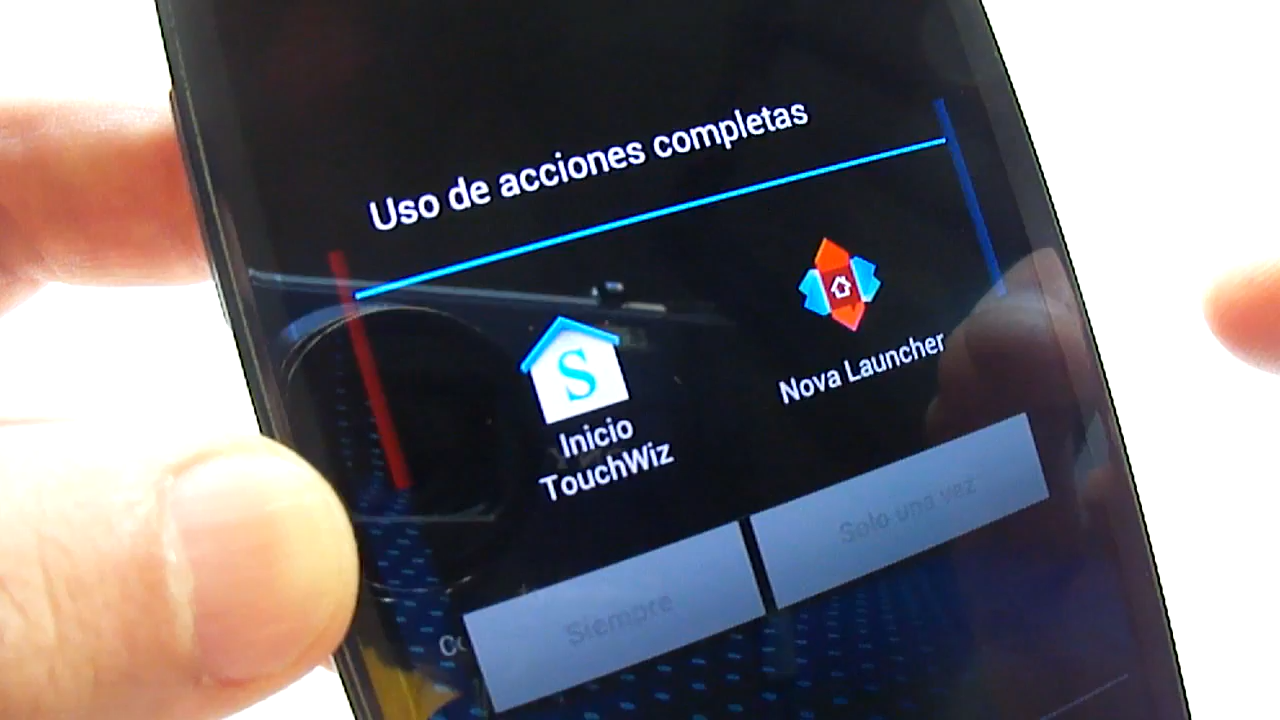 Uso de acciones completas
S
Inicio
TouchWiz
Nova Launcher
Siempre
Solo una vez